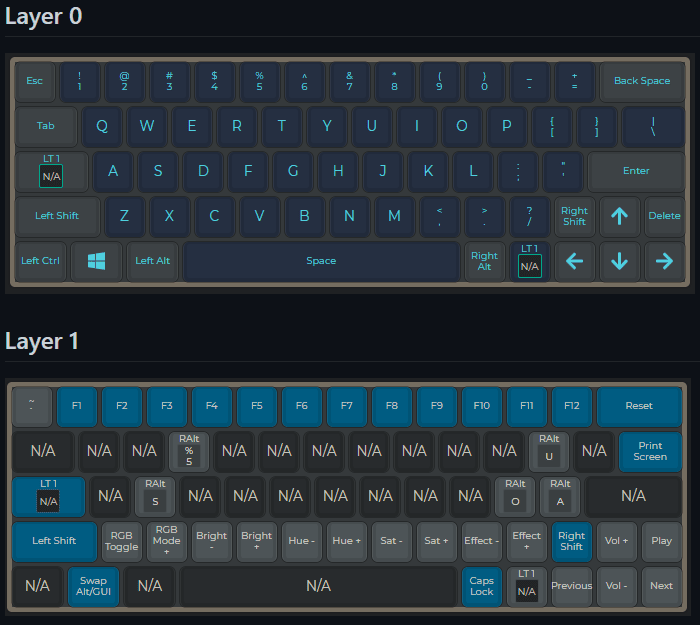 Layer 0
Esc ! 1 @ 2 # 3 $ 4 % 5 ^ 6 & 7 * 8 ( 9 ) 0 _ - + = Back Space
Tab Q W E R T Y U I O P { [ } ] | \
LT 1 N/A A S D F G H J K L : ; " ' Enter
Left Shift Z X C V B N M < , > . ? / Right Shift ↑ Delete
Left Ctrl Left Alt Space Right Alt LT 1 N/A ← ↓ →
Layer 1
~ ` F1 F2 F3 F4 F5 F6 F7 F8 F9 F10 F11 F12 Reset
N/A N/A N/A RAlt % 5 N/A N/A N/A N/A N/A N/A N/A RAlt U N/A Print Screen
LT 1 N/A N/A RAlt S N/A N/A N/A N/A N/A N/A N/A RAlt O RAlt A N/A
Left Shift RGB Toggle RGB Mode + Bright - Bright + Hue - Hue + Sat - Sat + Effect - Effect + Right Shift Vol + Play
N/A Swap Alt/GUI N/A N/A Caps Lock LT 1 N/A Previous Vol - Next